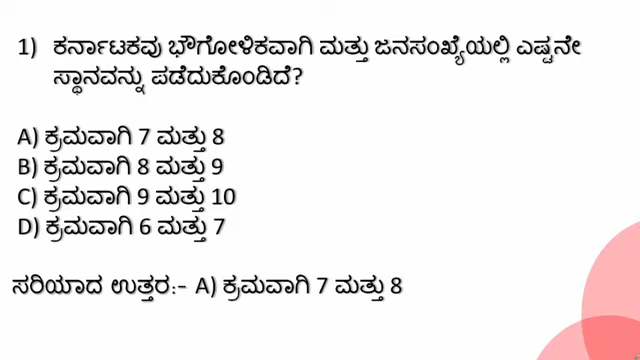 1) ಕರ್ನಾಟಕವು ಭೌಗೋಳಿಕವಾಗಿ ಮತ್ತು ಜನಸಂಖ್ಯೆಯಲ್ಲಿ ಎಷ್ಟನೇ
ಸ್ಥಾನವನ್ನು ಪಡೆದುಕೊಂಡಿದೆ?
A) ಕ್ರಮವಾಗಿ 7 ಮತ್ತು 8
B) ಕ್ರಮವಾಗಿ 8 ಮತ್ತು 9
C) ಕ್ರಮವಾಗಿ 9 ಮತ್ತು 10
D) ಕ್ರಮವಾಗಿ 6 ಮತ್ತು 7
ಸರಿಯಾದ ಉತ್ತರ:- A) ಕ್ರಮವಾಗಿ 7 ಮತ್ತು 8